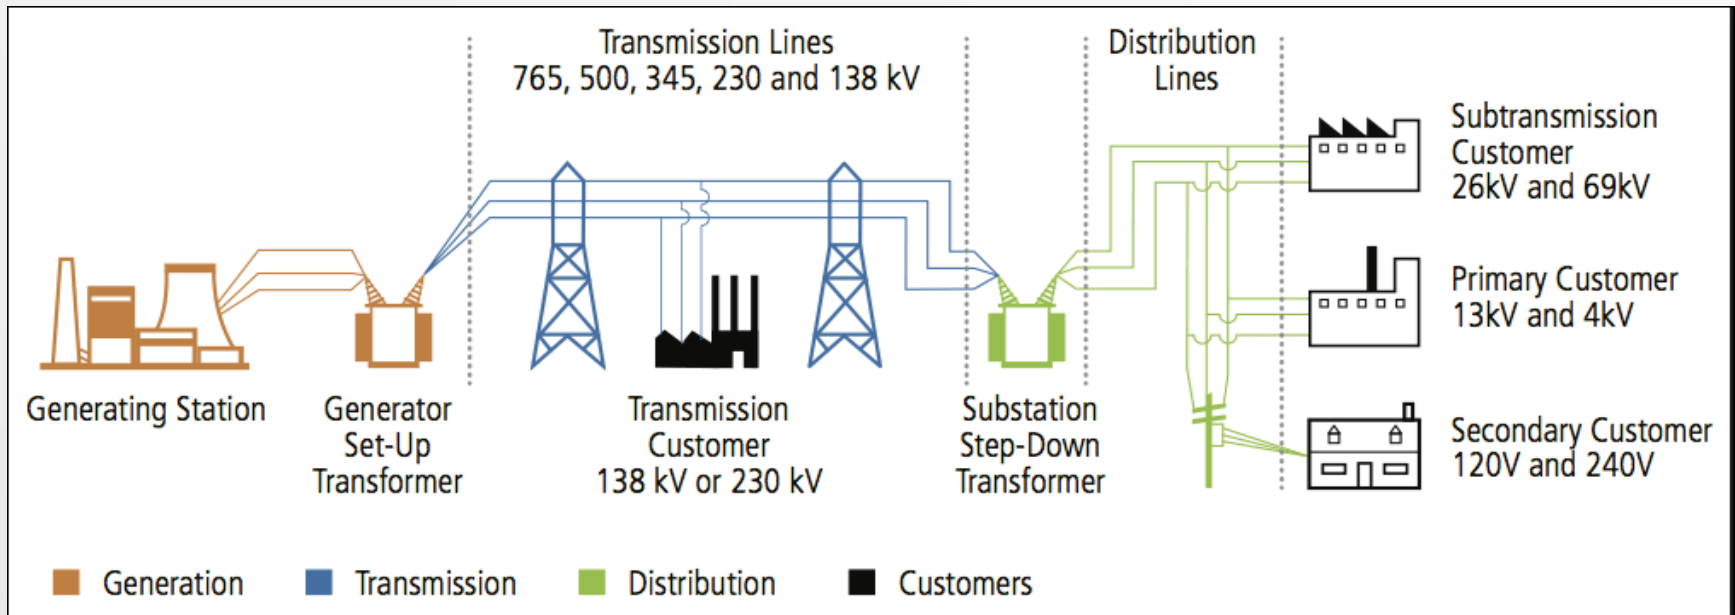 Transmission Lines
765, 500, 345, 230 and 138 kV
Distribution
Lines
Subtransmission
Customer
26kV and 69kV
Primary Customer
13kV and 4kV
Secondary Customer
120V and 240V
Generating Station
Generator
Set-Up
Transformer
Transmission
Customer
138 kV or 230 kV
Substation
Step-Down
Transformer
Generation
Transmission
Distribution
Customers